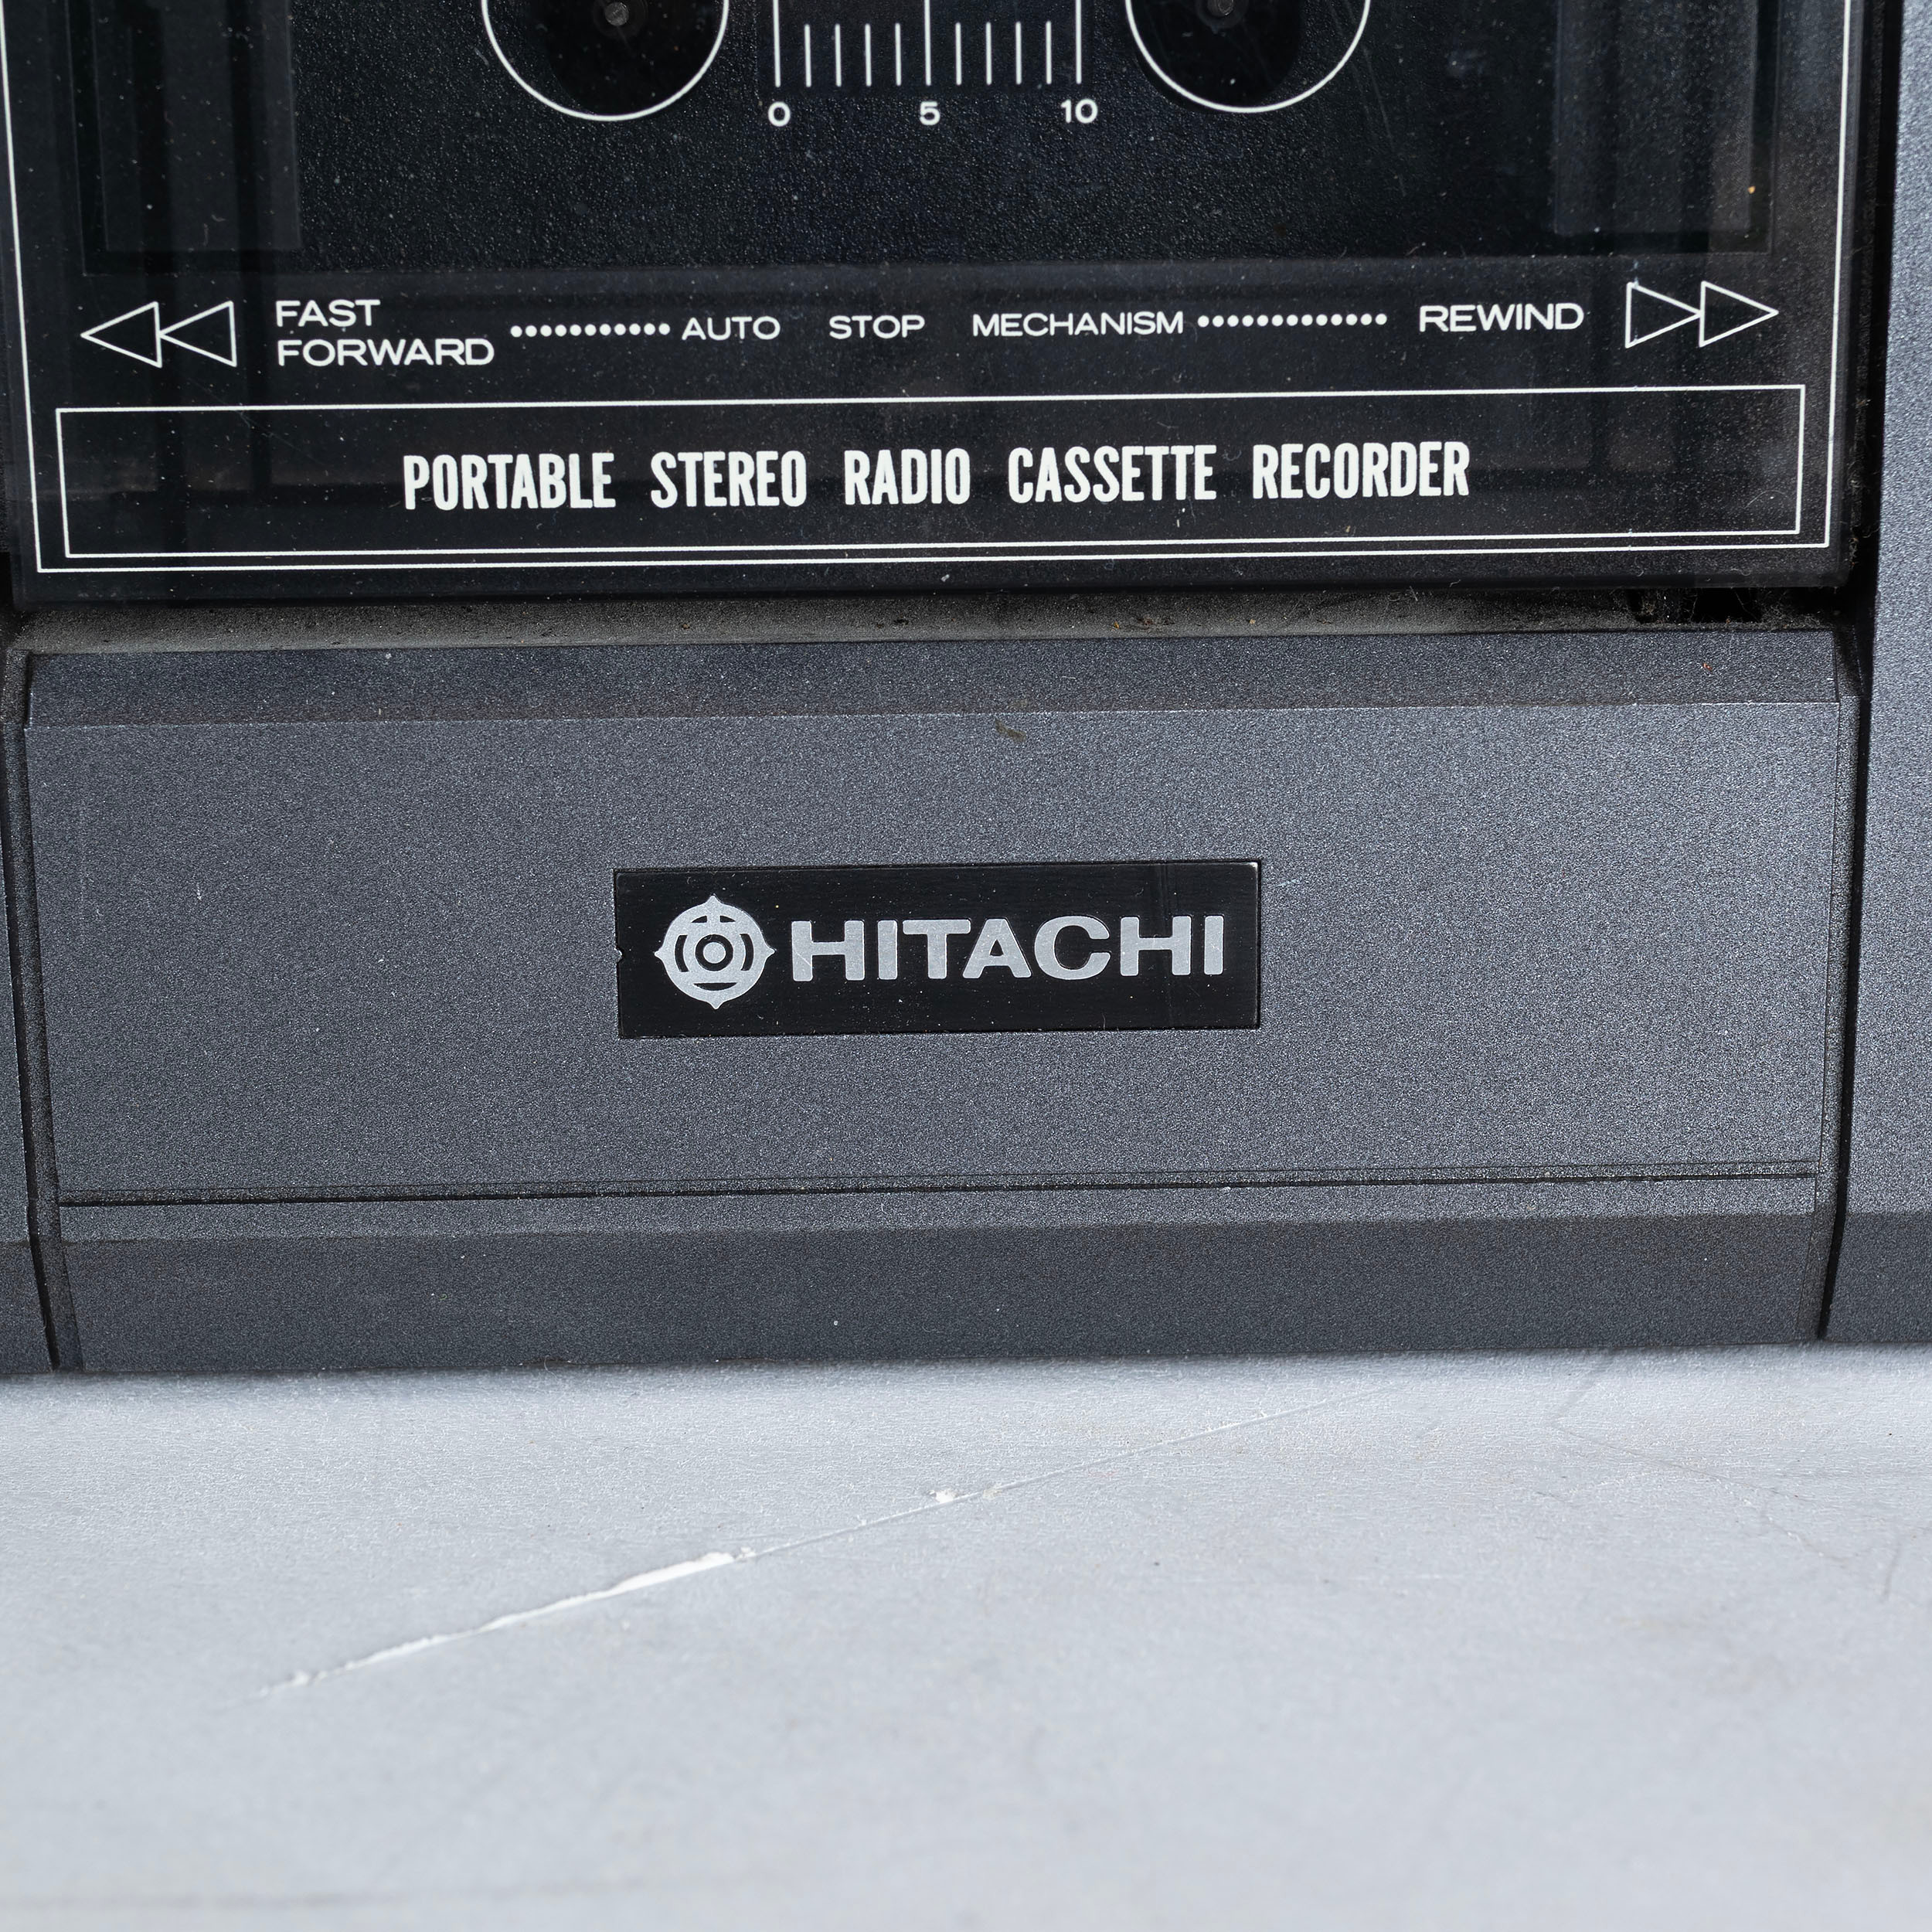 0 5 10
FAST FORWARD ........... AUTO STOP MECHANISM ............. REWIND
PORTABLE STEREO RADIO CASSETTE RECORDER
HITACHI